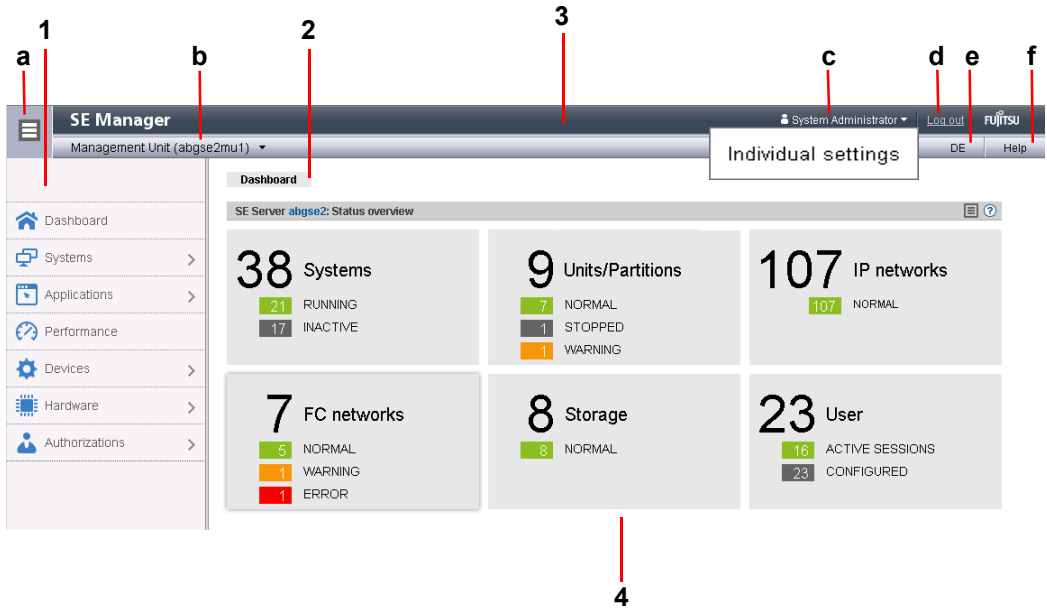 1
2
3
a
b
c
d
e
f
SE Manager
System Administrator
Log out
FUJITSU
Management Unit (abgse2mu1)
Individual settings
DE
Help
Dashboard
SE Server abgse2: Status overview
?
Dashboard
Systems
Applications
Performance
Devices
Hardware
Authorizations
38 Systems
21 RUNNING
17 INACTIVE
9 Units/Partitions
7 NORMAL
1 STOPPED
1 WARNING
107 IP networks
107 NORMAL
7 FC networks
5 NORMAL
1 WARNING
1 ERROR
8 Storage
8 NORMAL
23 User
16 ACTIVE SESSIONS
23 CONFIGURED
4